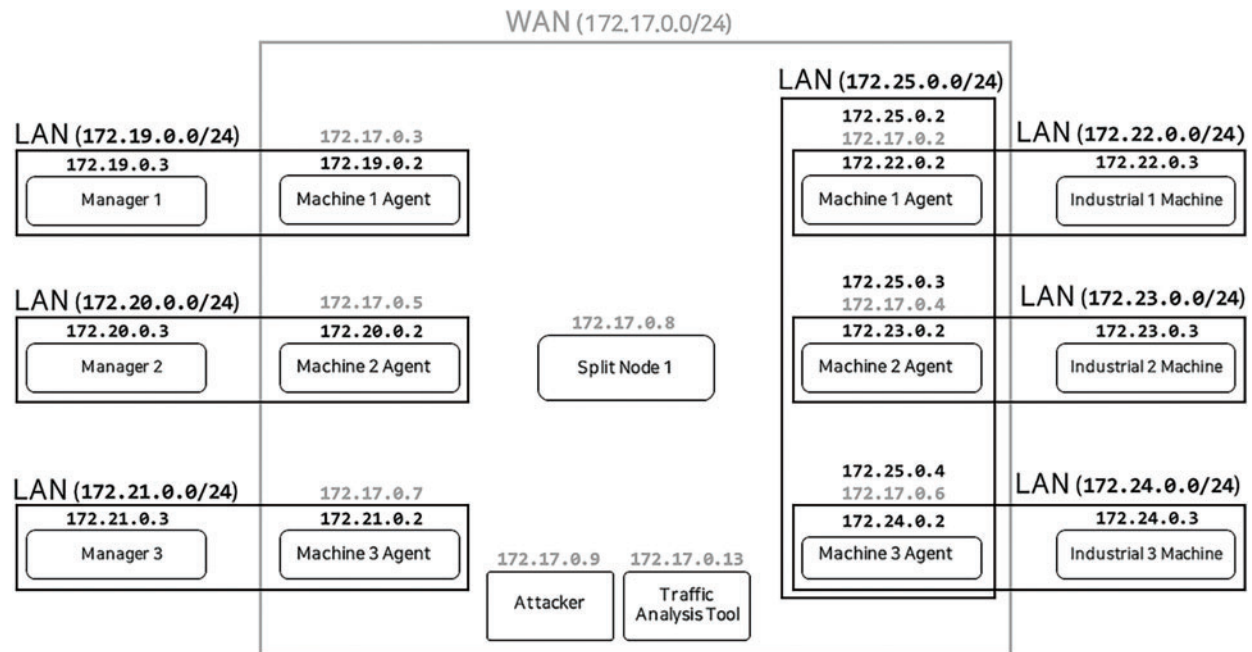 WAN (172.17.0.0/24)
LAN (172.25.0.0/24)
172.25.0.2
LAN (172.19.0.0/24)
172.17.0.3
172.17.0.2
LAN (172.22.0.0/24)
172.19.0.3
172.19.0.2
172.22.0.2
172.22.0.3
Manager 1
Machine 1 Agent
Machine 1 Agent
Industrial 1 Machine
172.25.0.3
LAN (172.20.0.0/24)
172.17.0.5
172.17.0.4
LAN (172.23.0.0/24)
172.20.0.3
172.20.0.2
172.17.0.8
172.23.0.2
172.23.0.3
Manager 2
Machine 2 Agent
Split Node 1
Machine 2 Agent
Industrial 2 Machine
172.25.0.4
LAN (172.21.0.0/24)
172.17.0.7
172.17.0.6
LAN (172.24.0.0/24)
172.21.0.3
172.21.0.2
172.24.0.2
172.24.0.3
Manager 3
Machine 3 Agent
Machine 3 Agent
Industrial 3 Machine
172.17.0.9
172.17.0.13
Attacker
Traffic
Analysis Tool